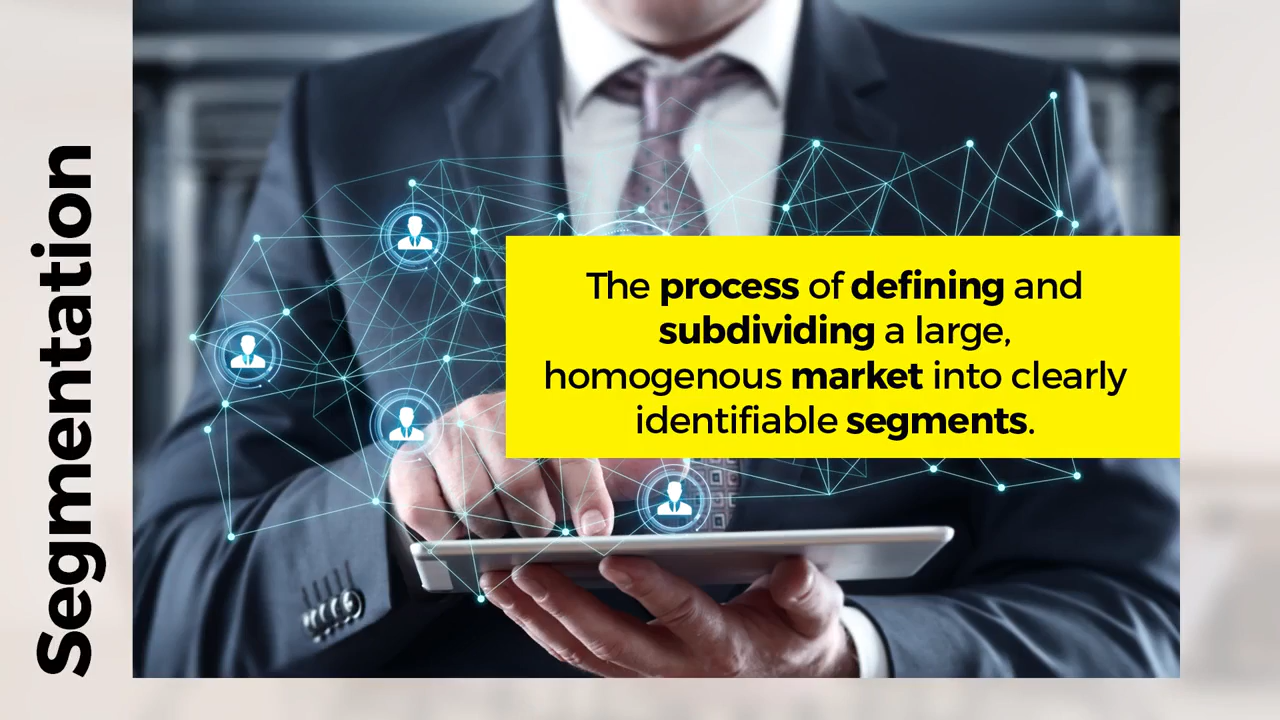 Segmentation
The process of defining and
subdividing a large,
homogenous market into clearly
identifiable segments.